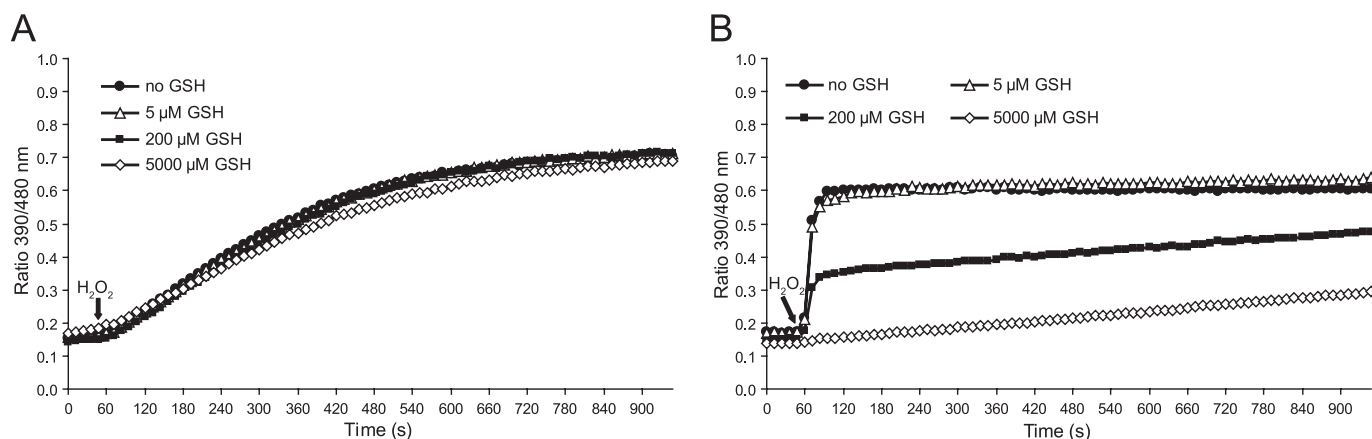 A
B
1.0
0.9
0.8
0.7
0.6
0.5
0.4
0.3
0.2
0.1
0.0
Ratio 390/480 nm
no GSH
5 µM GSH
200 µM GSH
5000 µM GSH
H2O2
0 60 120 180 240 300 360 420 480 540 600 660 720 780 840 900
Time (s)
1.0
0.9
0.8
0.7
0.6
0.5
0.4
0.3
0.2
0.1
0.0
Ratio 390/480 nm
no GSH 5 µM GSH
200 µM GSH 5000 µM GSH
H2O2
0 60 120 180 240 300 360 420 480 540 600 660 720 780 840 900
Time (s)